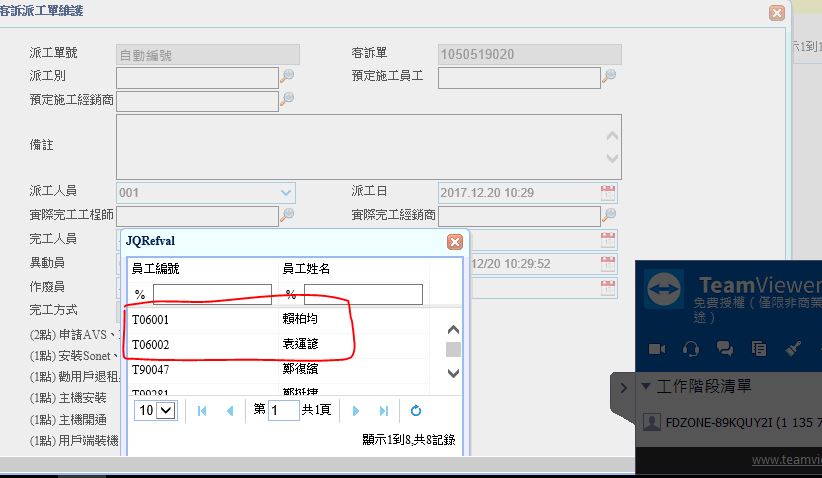 客訴派工單維護
示1到1
派工單號 自動編號 客訴單 1050519020
派工別 預定施工員工
預定施工經銷商
備註
派工人員 001 派工日 2017.12.20 10:29
實際完工工程師 實際完工經銷商
完工人員
異動員 12/20 10:29:52
作廢員
完工方式
(2點) 申請AVS、
(1點) 安裝Sonet、
(1點) 勸用戶退租
(1點) 主機安裝
(1點) 主機開通
(1點) 用戶端裝機
JQRefval
員工編號 員工姓名
% %
T06001 賴柏均
T06002 袁運諺
T90047 鄭復繽
T90281
10 第 1 共1頁
顯示1到8,共8記錄
TeamViewer
免費授權（僅限非商業
途）
工作階段清單
FDZONE-89KQUY2I (1 135 7
www.teamvi